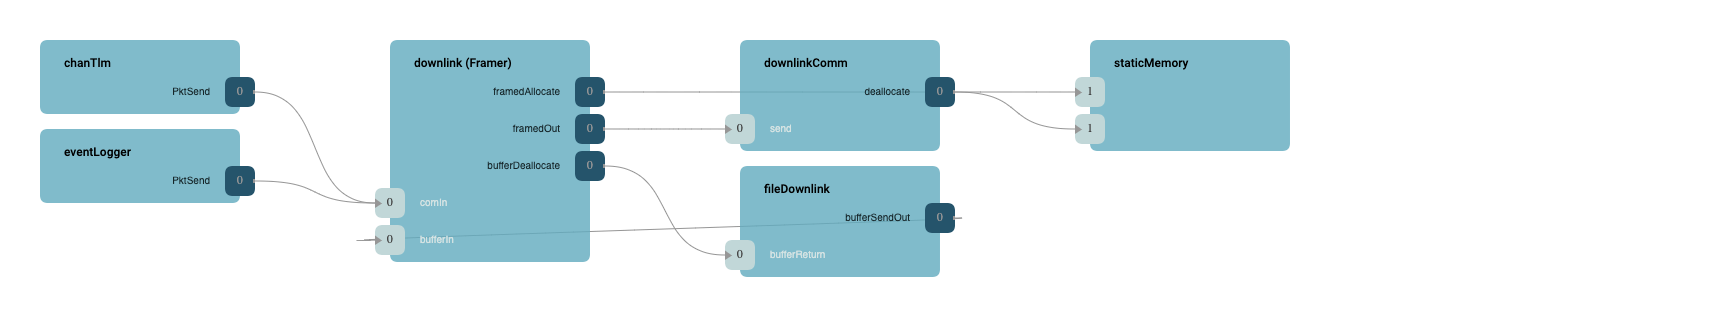 chanTlm
PktSend 0
eventLogger
PktSend 0
downlink (Framer)
framedAllocate 0
framedOut 0
bufferDeallocate 0
0 comIn
0 bufferIn
downlinkComm
deallocate 0
0 send
fileDownlink
bufferSendOut 0
0 bufferReturn
staticMemory
1
1